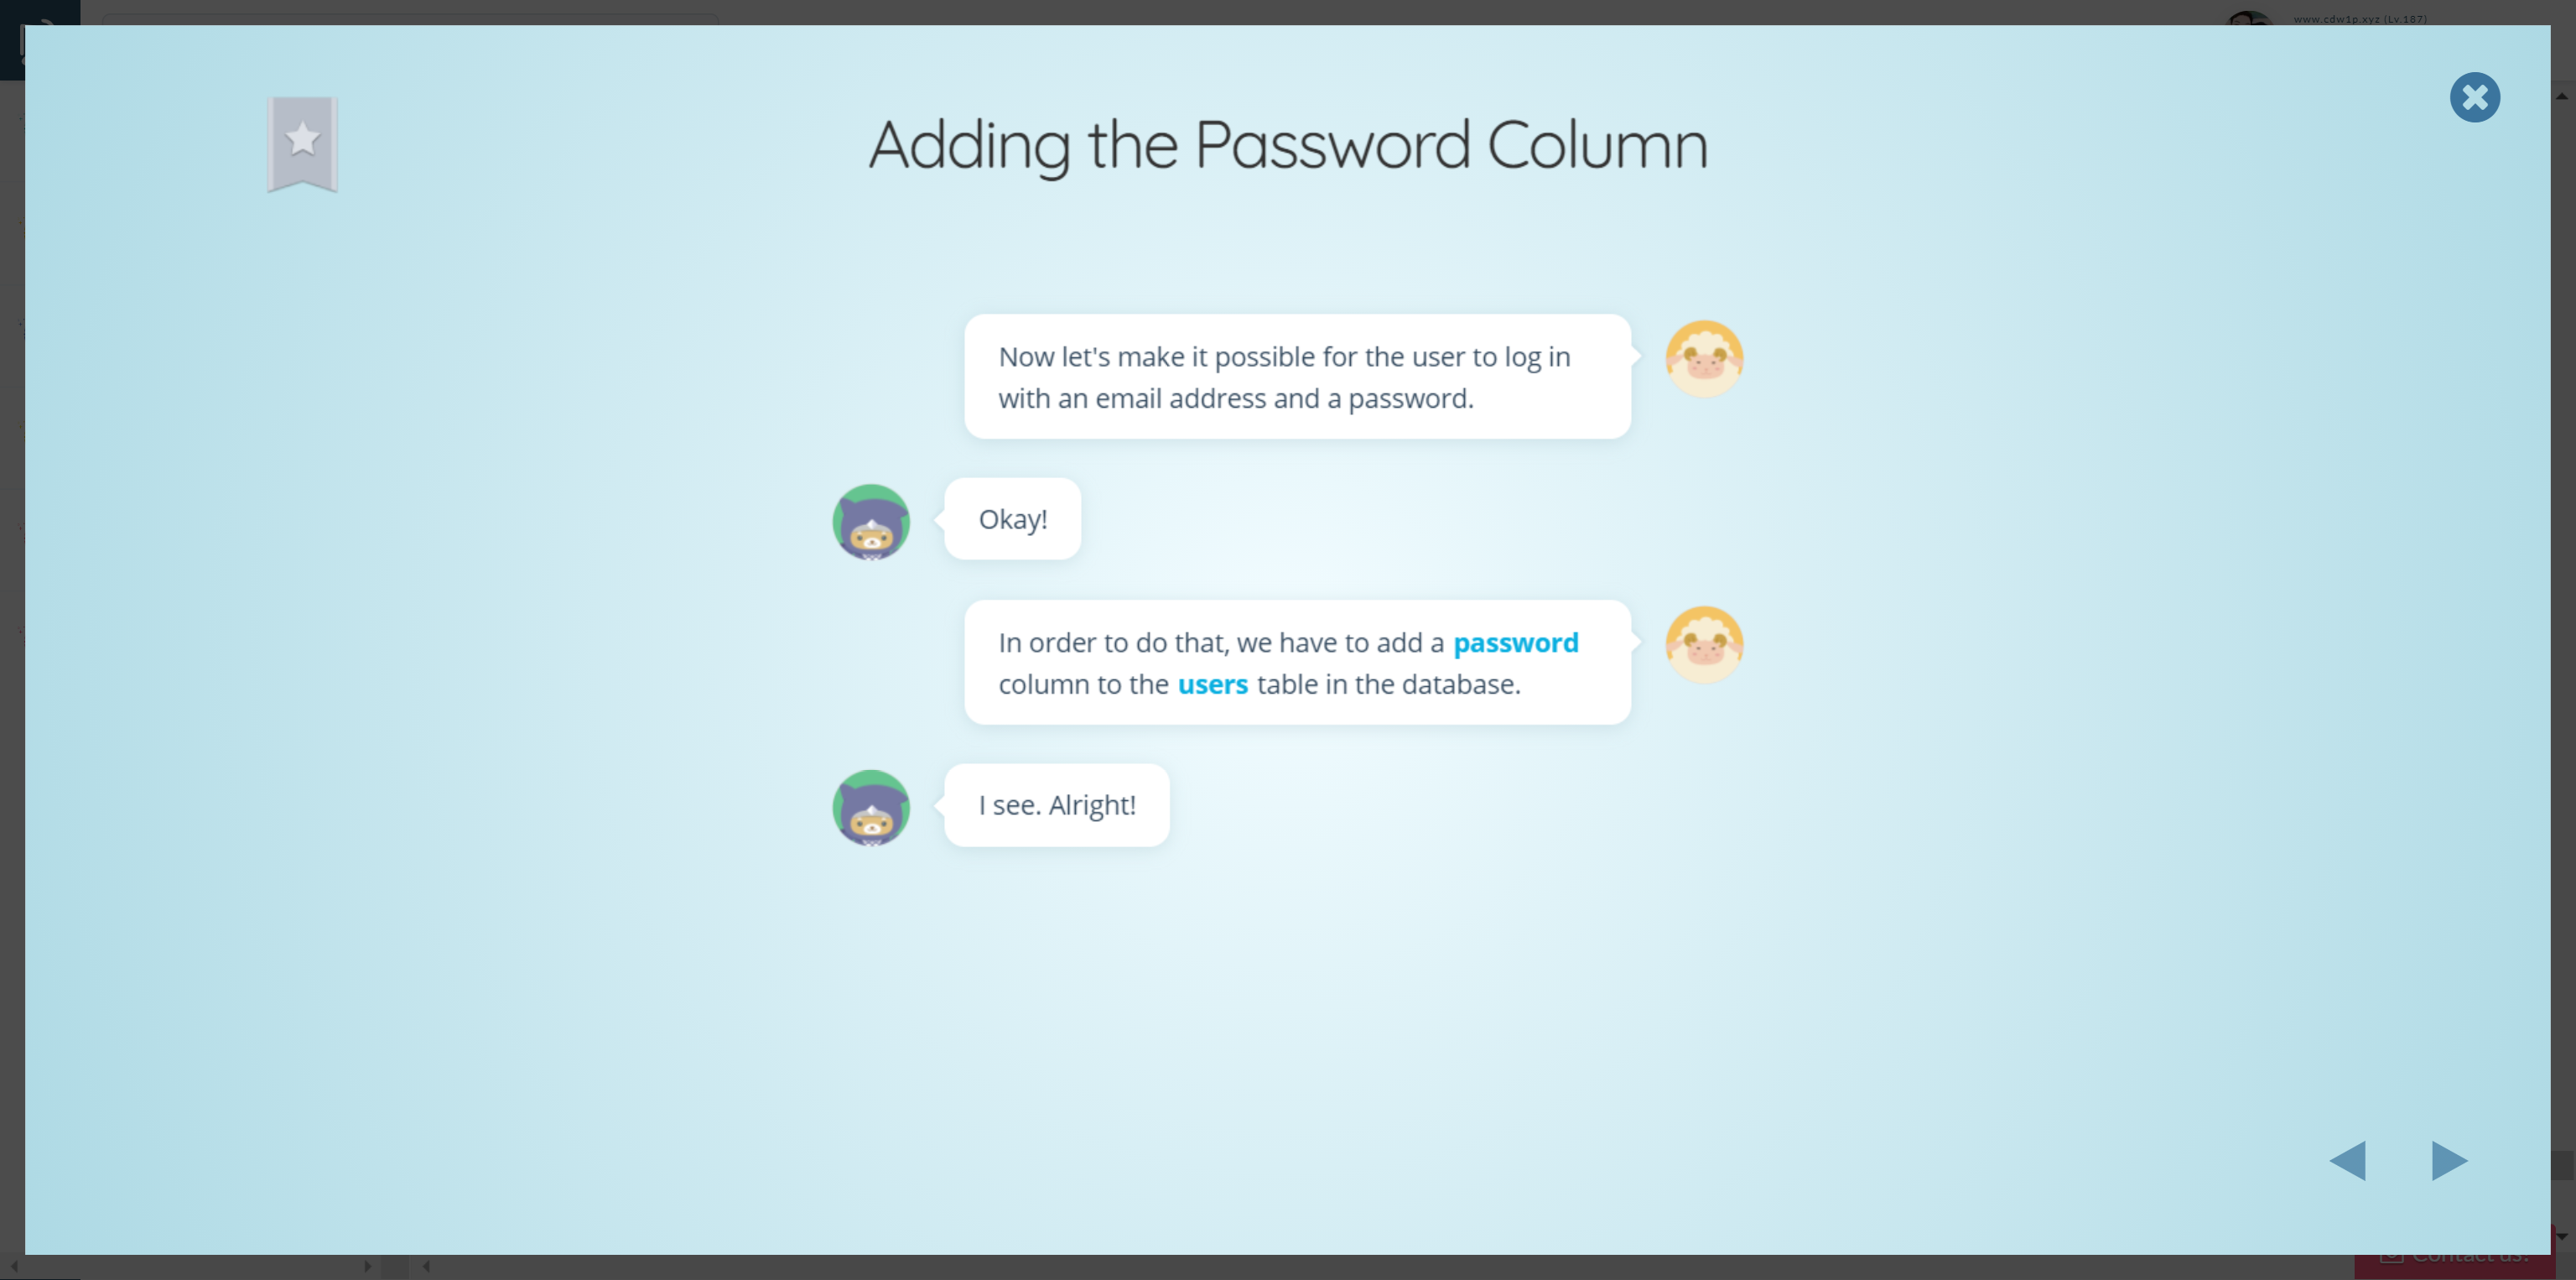 www.cdw1p.xyz (Lv.187)
Adding the Password Column
Now let's make it possible for the user to log in
with an email address and a password.
Okay!
In order to do that, we have to add a password
column to the users table in the database.
I see. Alright!
Contact us!